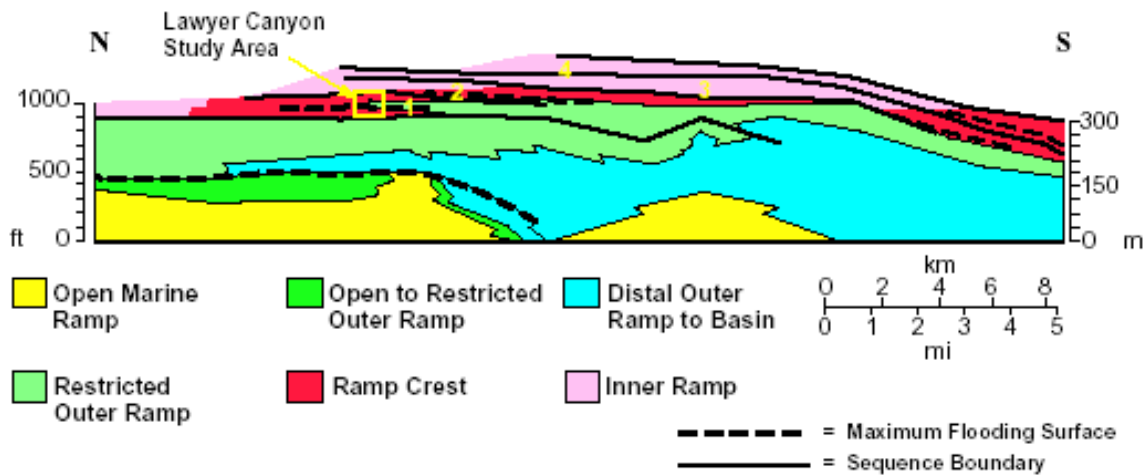 Lawyer Canyon
Study Area
N
S
4
2
3
1
1000
500
ft 0
300
150
0 m
Open Marine
Ramp
Open to Restricted
Outer Ramp
Distal Outer
Ramp to Basin
km
0 2 4 6 8
0 1 2 3 4 5
mi
Restricted
Outer Ramp
Ramp Crest
Inner Ramp
= Maximum Flooding Surface
= Sequence Boundary